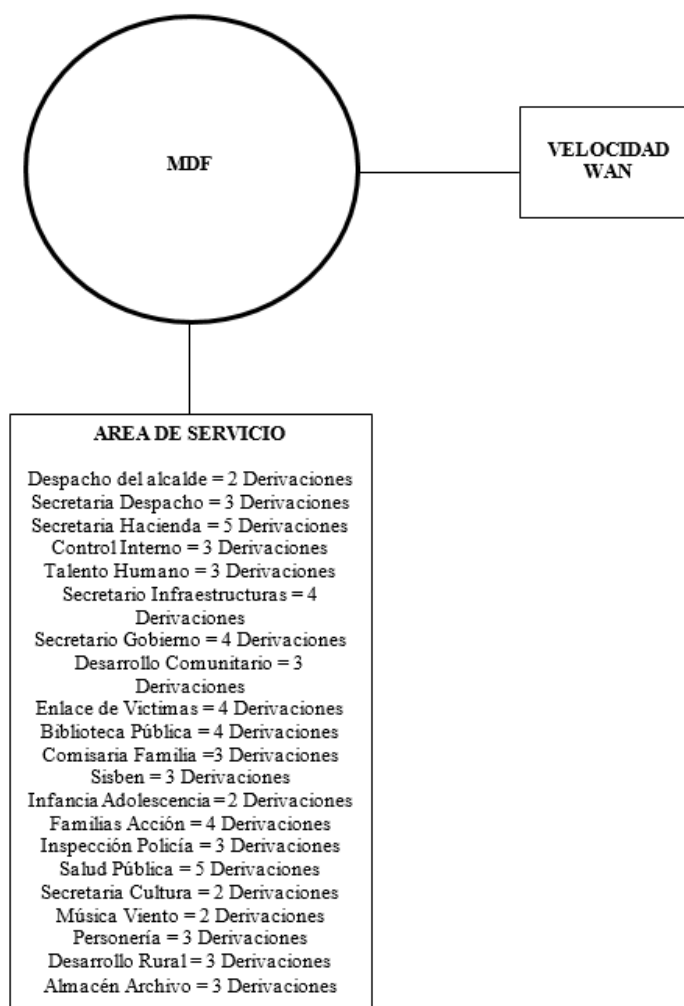 MDF
VELOCIDAD
WAN
AREA DE SERVICIO
Despacho del alcalde = 2 Derivaciones
Secretaria Despacho = 3 Derivaciones
Secretaria Hacienda = 5 Derivaciones
Control Interno = 3 Derivaciones
Talento Humano = 3 Derivaciones
Secretario Infraestructuras = 4
Derivaciones
Secretario Gobierno = 4 Derivaciones
Desarrollo Comunitario = 3
Derivaciones
Enlace de Victimas = 4 Derivaciones
Biblioteca Pública = 4 Derivaciones
Comisaria Familia =3 Derivaciones
Sisben = 3 Derivaciones
Infancia Adolescencia = 2 Derivaciones
Familias Acción = 4 Derivaciones
Inspección Policía = 3 Derivaciones
Salud Pública = 5 Derivaciones
Secretaria Cultura = 2 Derivaciones
Música Viento = 2 Derivaciones
Personería = 3 Derivaciones
Desarrollo Rural = 3 Derivaciones
Almacén Archivo = 3 Derivaciones